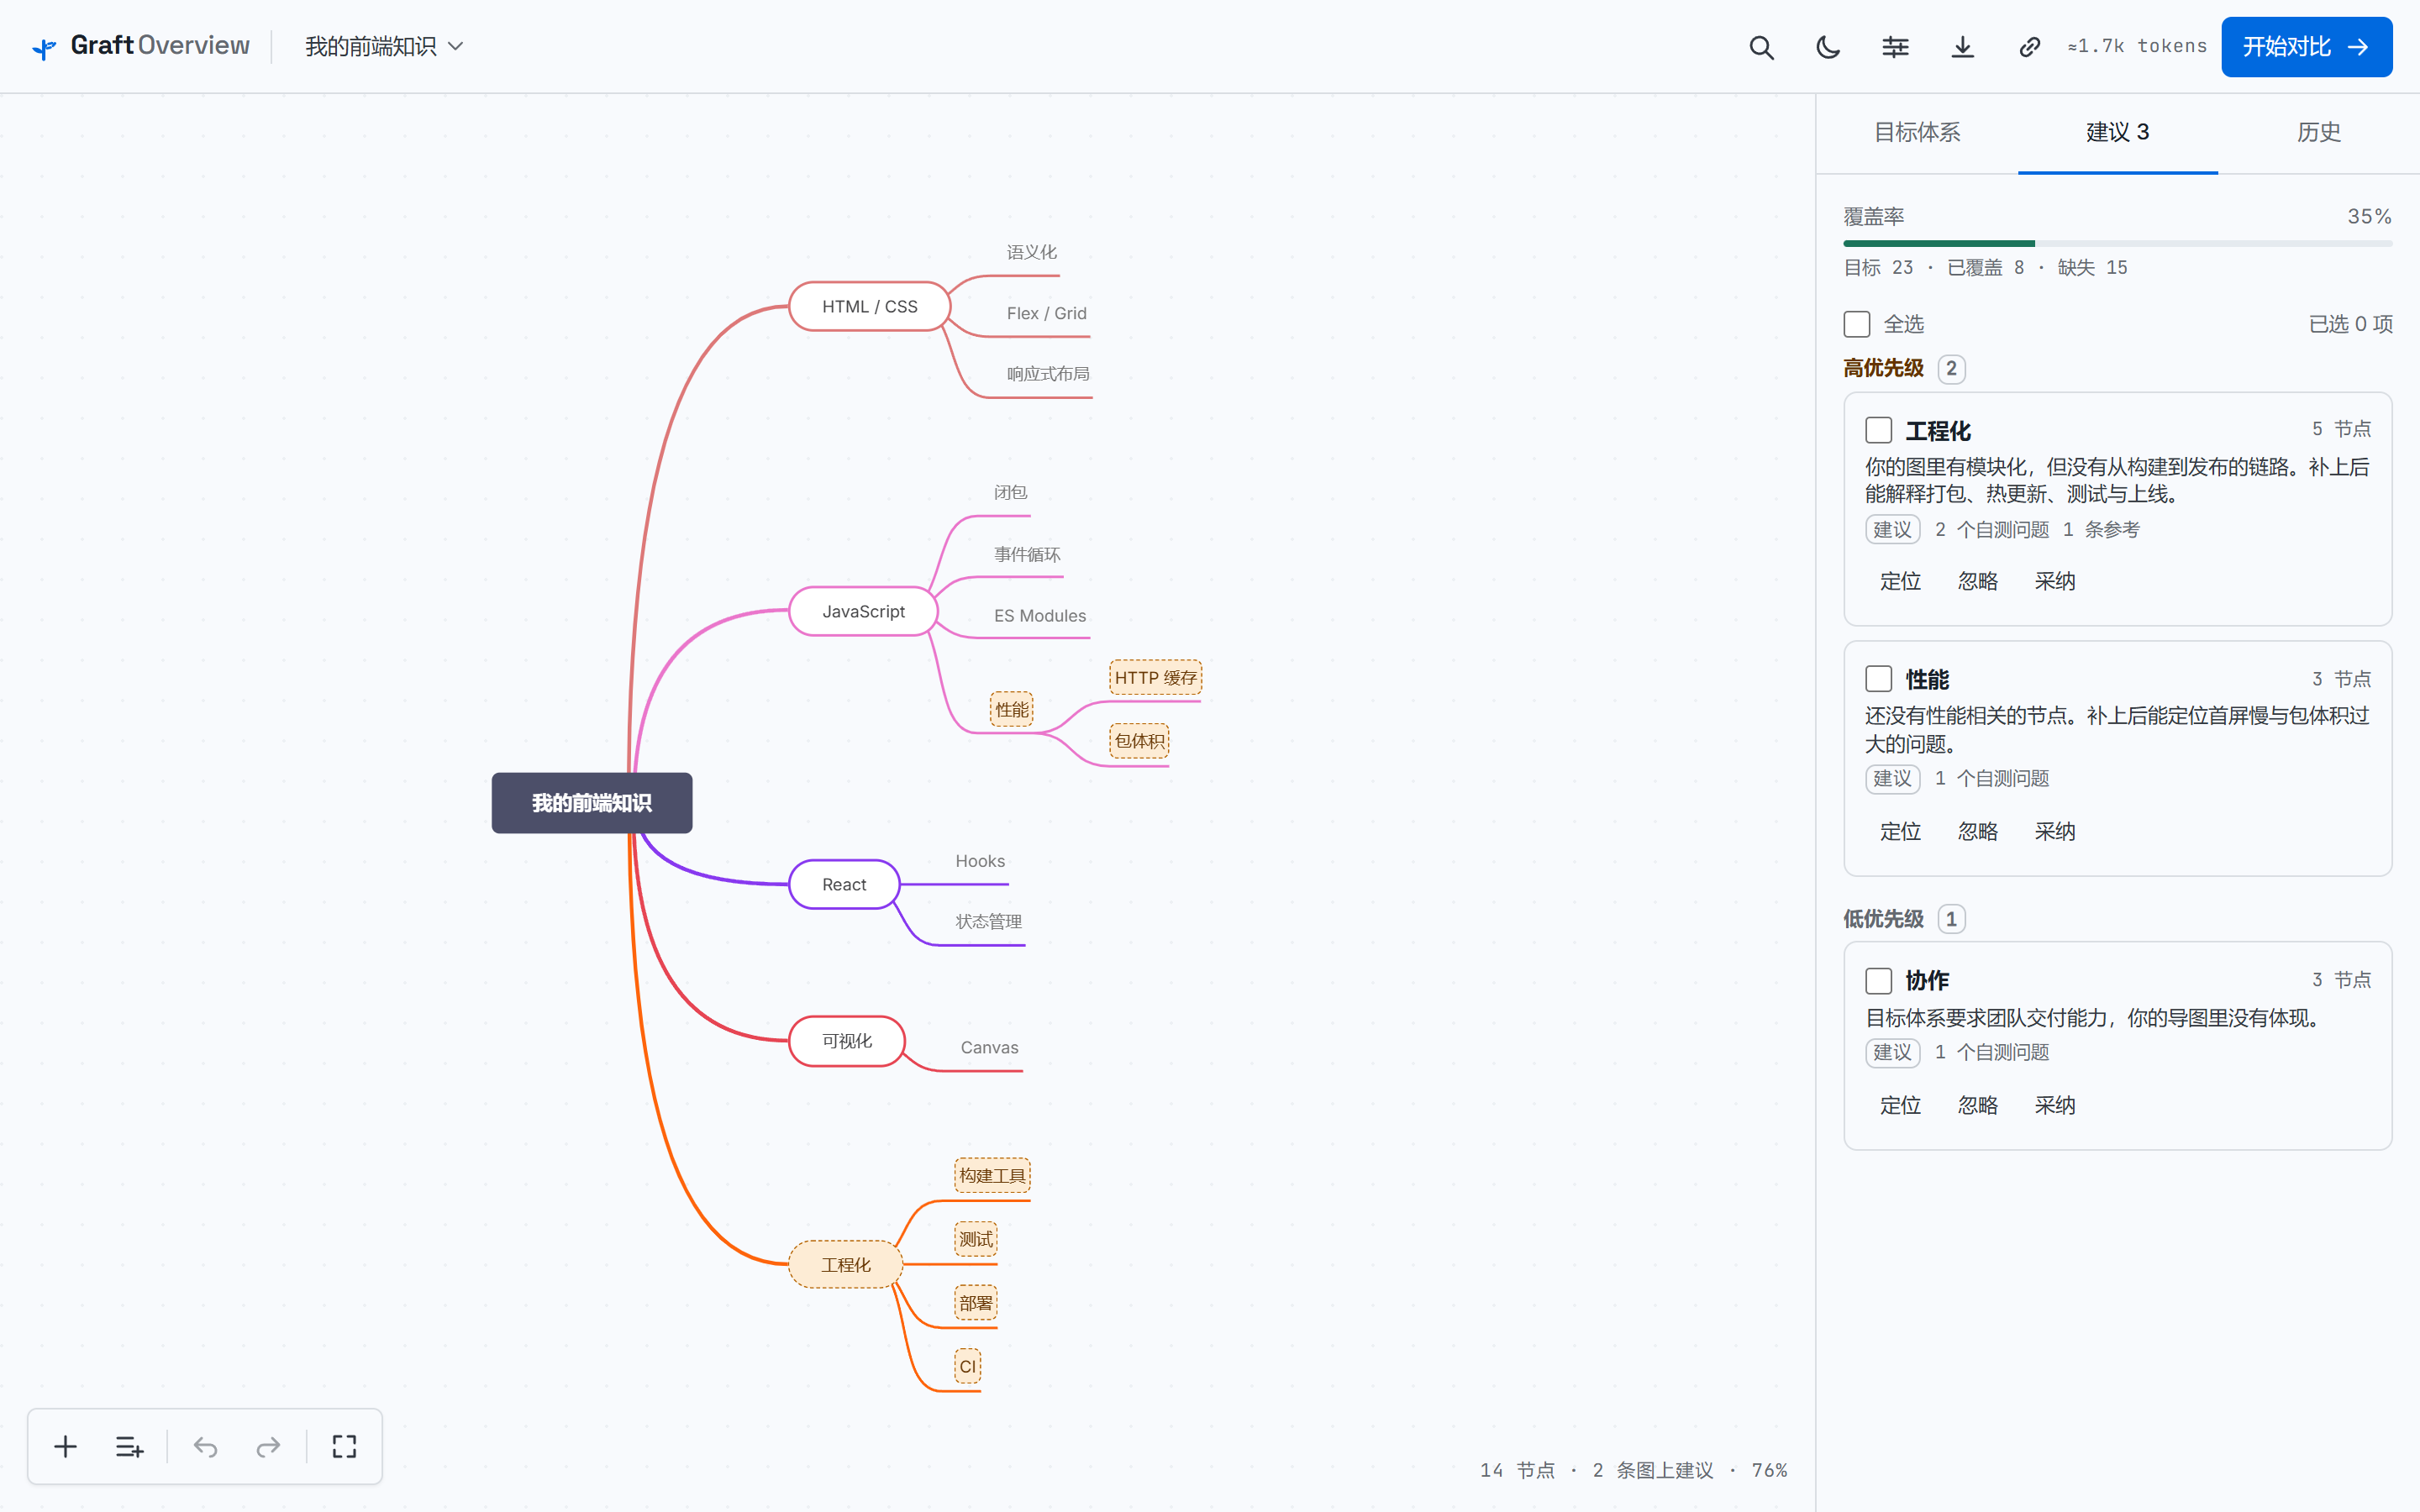 Graft Overview
我的前端知识
≈1.7k tokens
开始对比
语义化
HTML / CSS
Flex / Grid
响应式布局
闭包
事件循环
JavaScript
ES Modules
HTTP 缓存
性能
包体积
我的前端知识
Hooks
React
状态管理
可视化
Canvas
构建工具
测试
工程化
部署
CI
14 节点 · 2 条图上建议 · 76%
目标体系
建议 3
历史
覆盖率 35%
目标 23 · 已覆盖 8 · 缺失 15
全选 已选 0 项
高优先级 2
工程化 5 节点
你的图里有模块化，但没有从构建到发布的链路。补上后
能解释打包、热更新、测试与上线。
建议 2 个自测问题 1 条参考
定位 忽略 采纳
性能 3 节点
还没有性能相关的节点。补上后能定位首屏慢与包体积过
大的问题。
建议 1 个自测问题
定位 忽略 采纳
低优先级 1
协作 3 节点
目标体系要求团队交付能力，你的导图里没有体现。
建议 1 个自测问题
定位 忽略 采纳